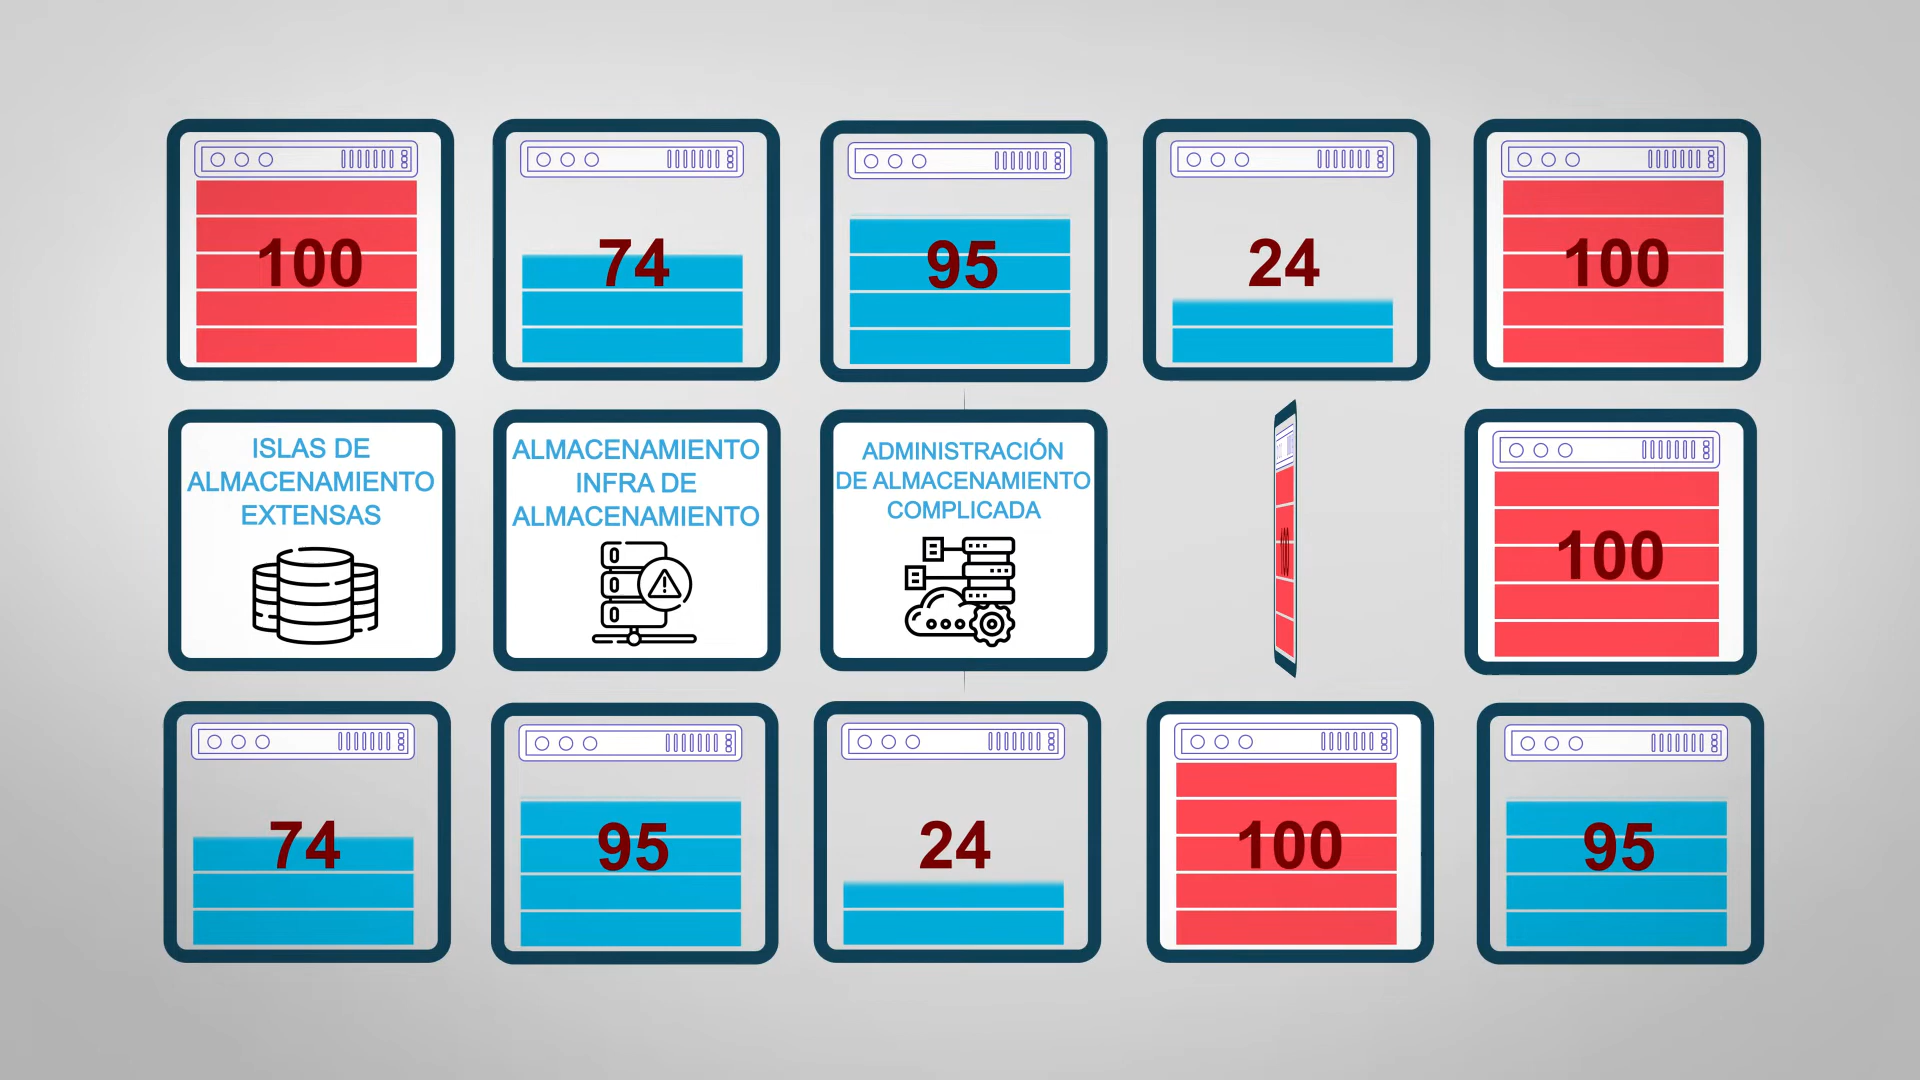 100
74
95
24
100
ISLAS DE
ALMACENAMIENTO
EXTENSAS
ALMACENAMIENTO
INFRA DE
ALMACENAMIENTO
ADMINISTRACIÓN
DE ALMACENAMIENTO
COMPLICADA
100
74
95
24
100
95